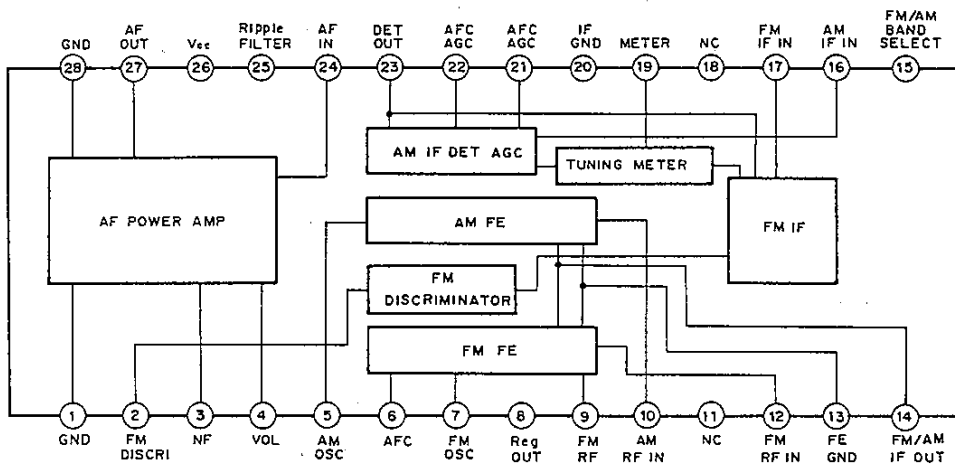 GND
AF OUT
Vcc
Ripple FILTER
AF IN
DET OUT
AFC AGC
AFC AGC
IF GND
METER
NC
FM IF IN
AM IF IN
FM/AM BAND SELECT
28 27 26 25 24 23 22 21 20 19 18 17 16 15
AM IF DET AGC
TUNING METER
AF POWER AMP
AM FE
FM IF
FM DISCRIMINATOR
FM FE
1 2 3 4 5 6 7 8 9 10 11 12 13 14
GND
FM DISCRI
NF
VOL
AM OSC
AFC
FM OSC
Reg OUT
FM RF
AM RF IN
NC
FM RF IN
FE GND
FM/AM IF OUT